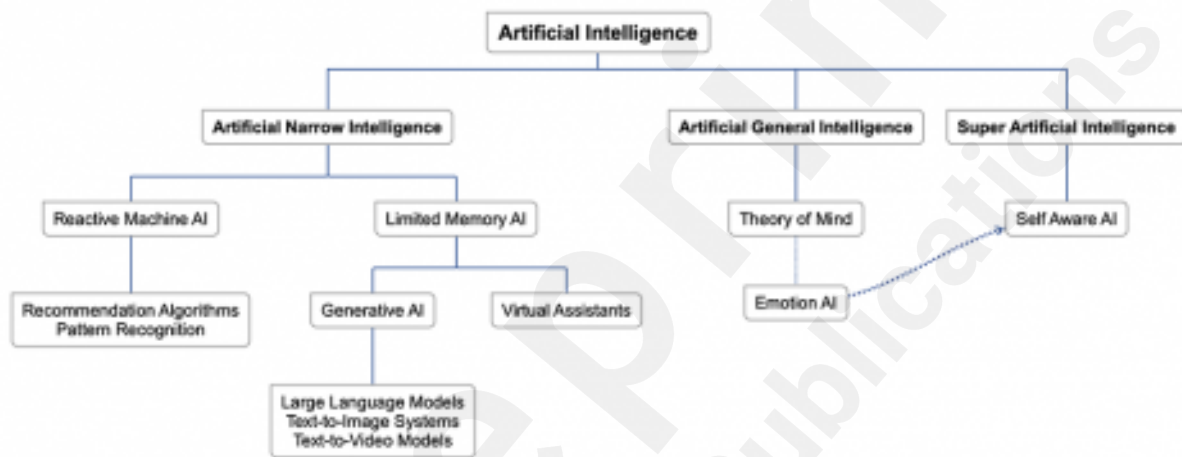 Artificial Intelligence
Artificial Narrow Intelligence
Artificial General Intelligence
Super Artificial Intelligence
Reactive Machine AI
Limited Memory AI
Theory of Mind
Self Aware AI
Recommendation Algorithms
Pattern Recognition
Generative AI
Virtual Assistants
Emotion AI
Large Language Models
Text-to-Image Systems
Text-to-Video Models
ublications